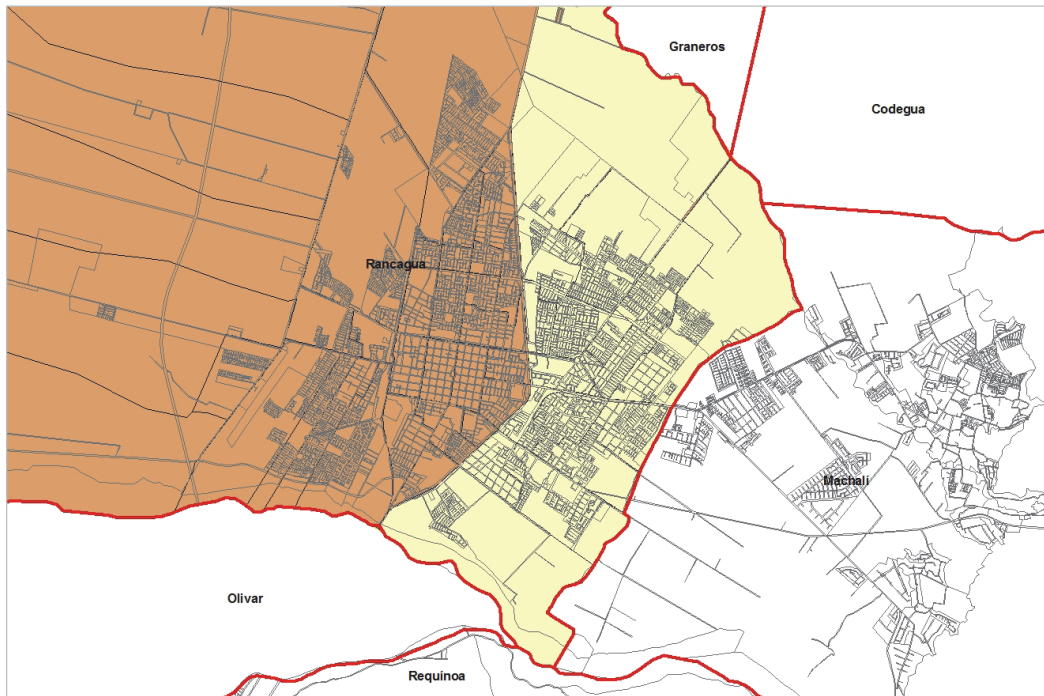 Graneros
Codegua
Rancagua
Machalí
Olivar
Requinoa